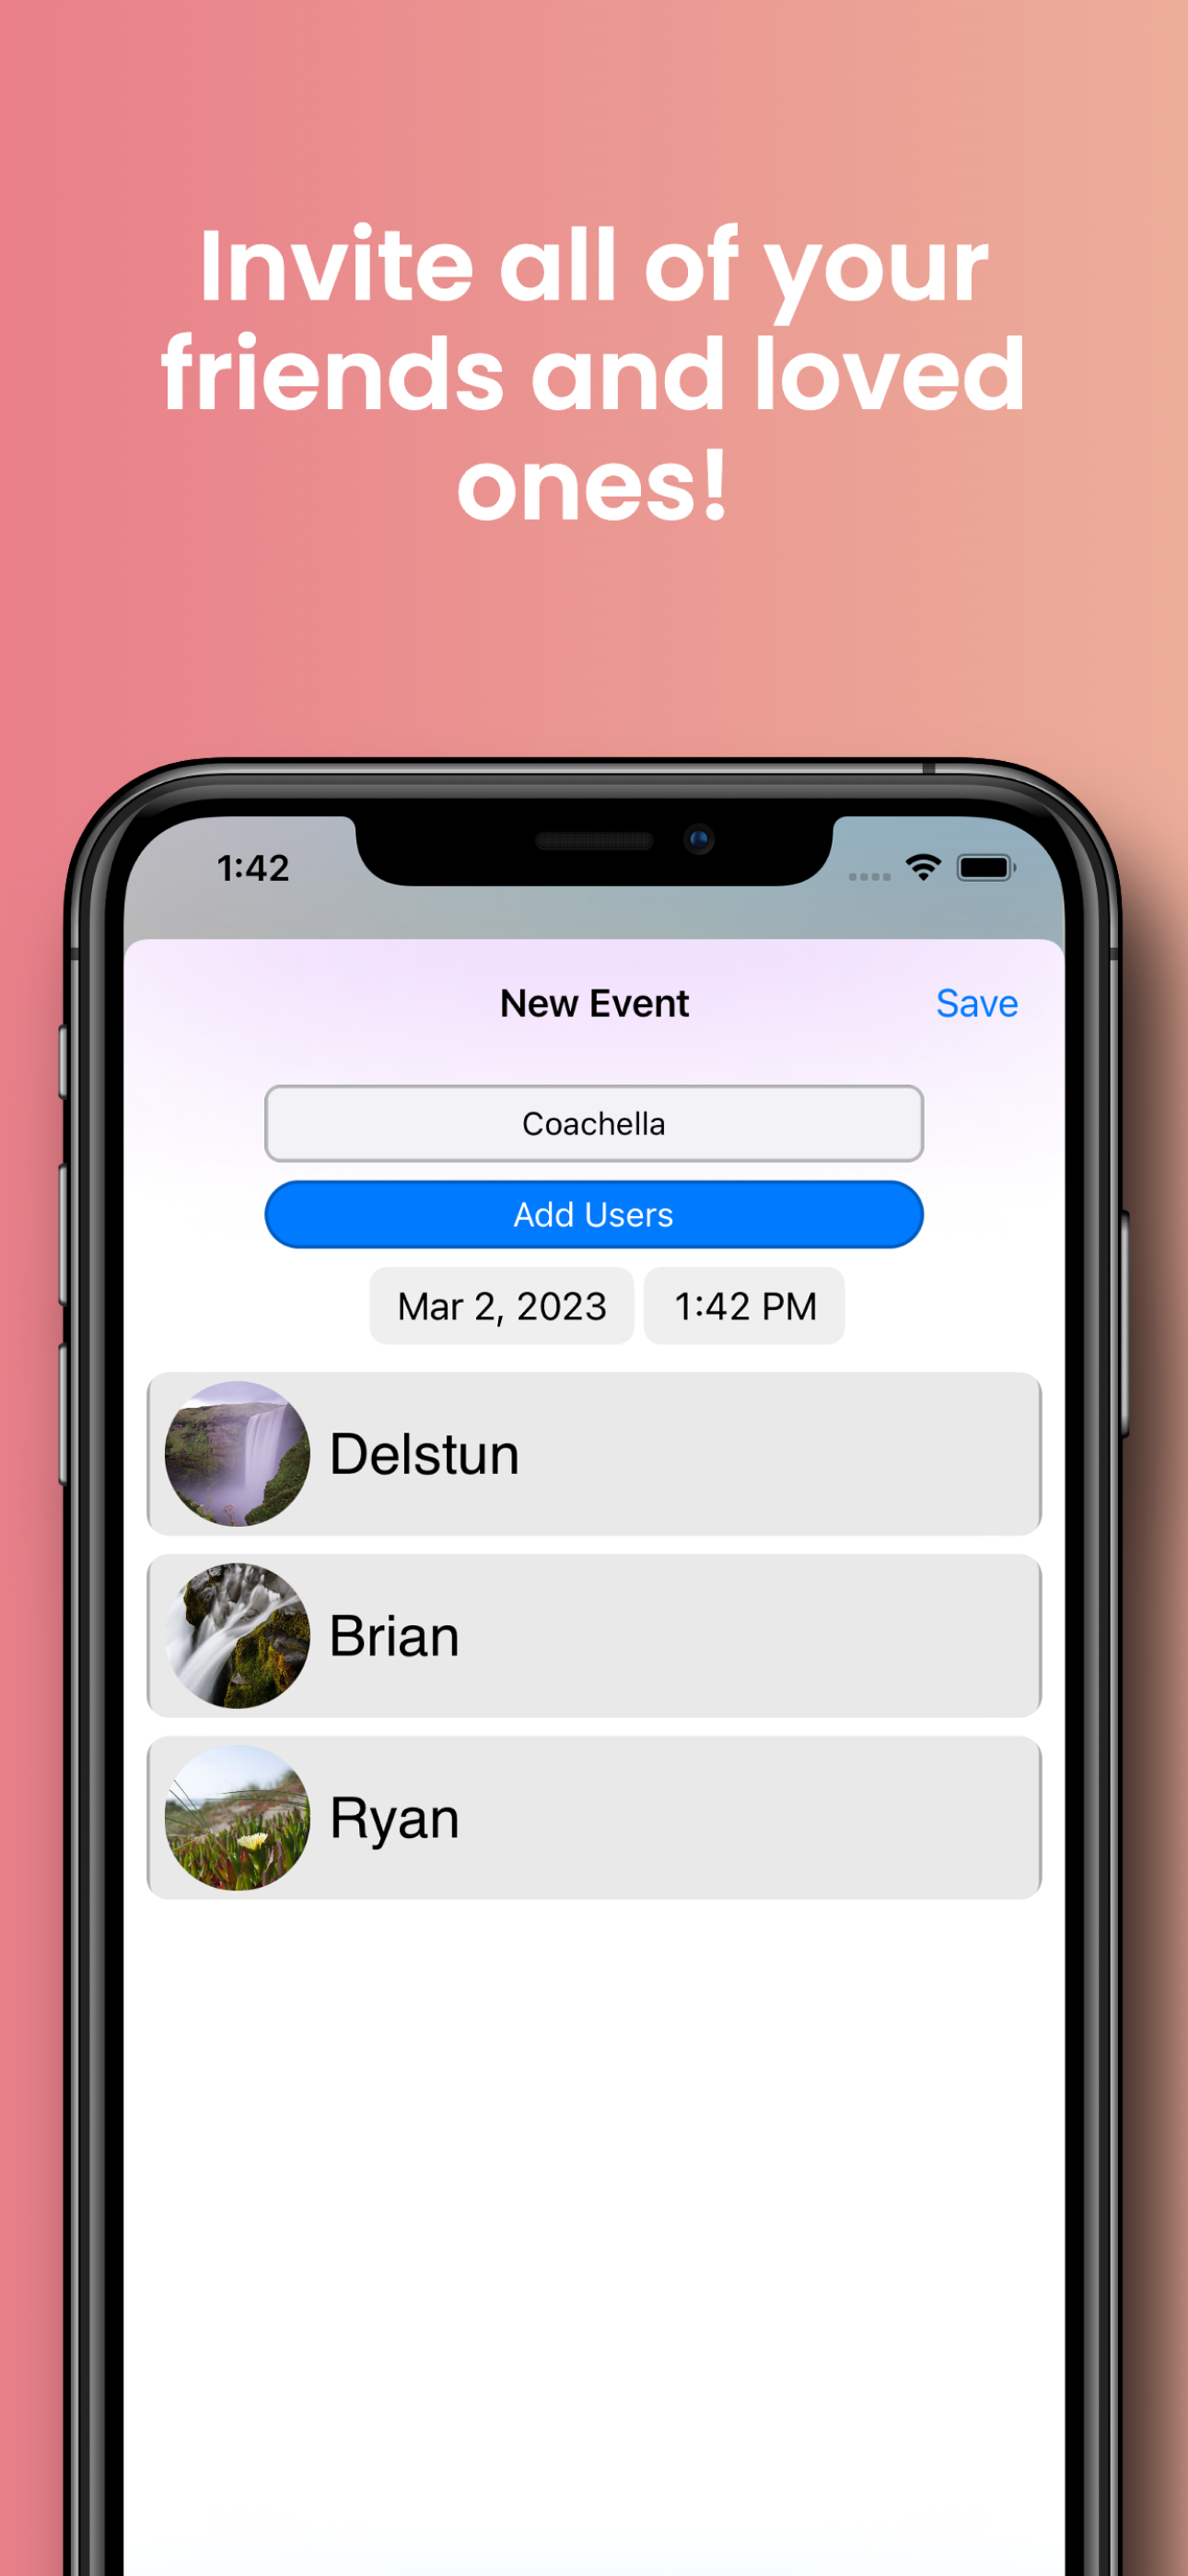 Invite all of your
friends and loved
ones!
1:42
New Event
Save
Coachella
Add Users
Mar 2, 2023
1:42 PM
Delstun
Brian
Ryan